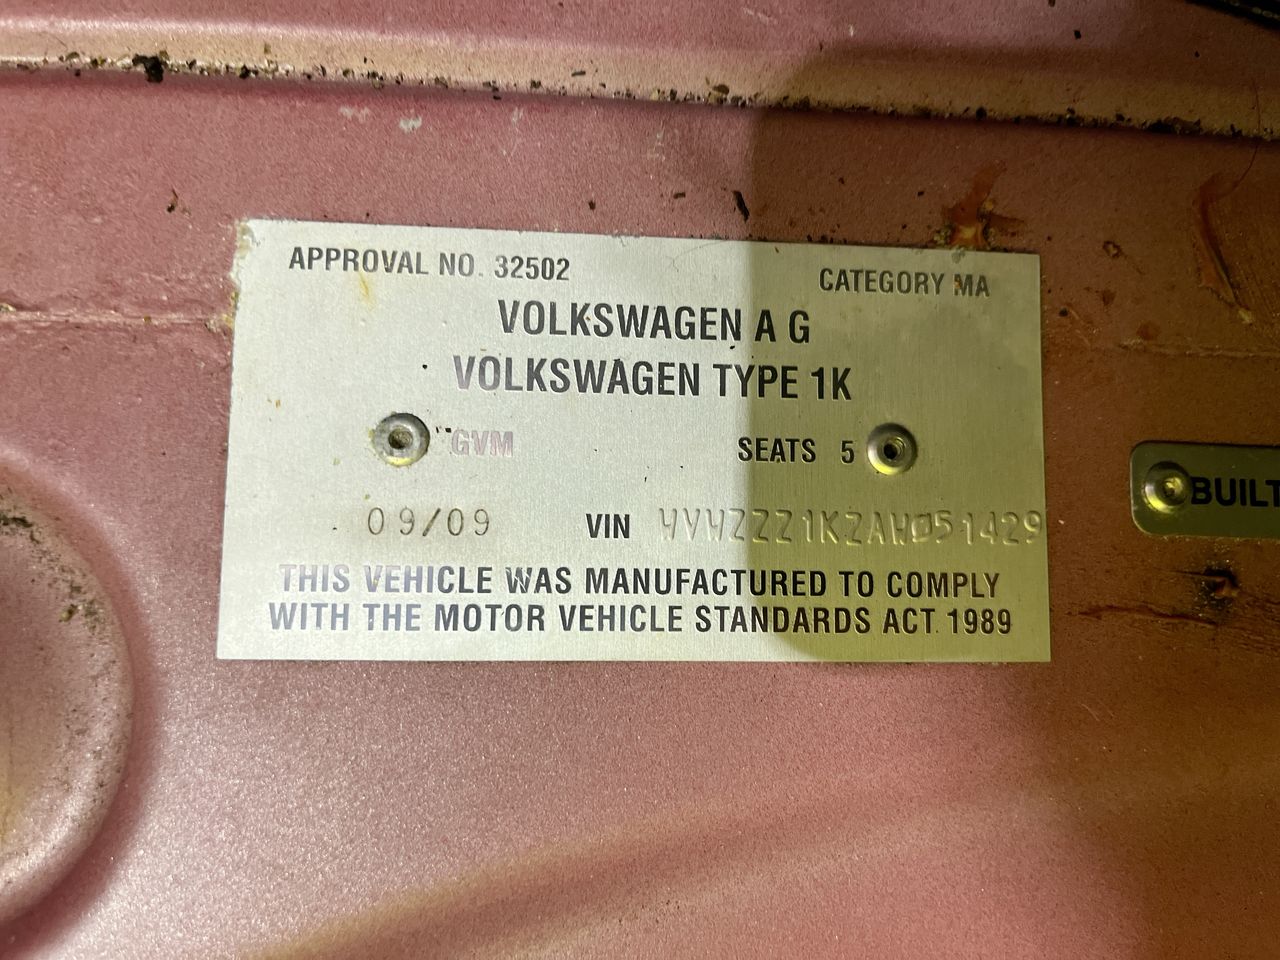 APPROVAL NO. 32502
CATEGORY MA
VOLKSWAGEN A G
VOLKSWAGEN TYPE 1K
GVM
SEATS 5
09/09
VIN WVWZZZ1KZAW051429
THIS VEHICLE WAS MANUFACTURED TO COMPLY
WITH THE MOTOR VEHICLE STANDARDS ACT. 1989
BUILT